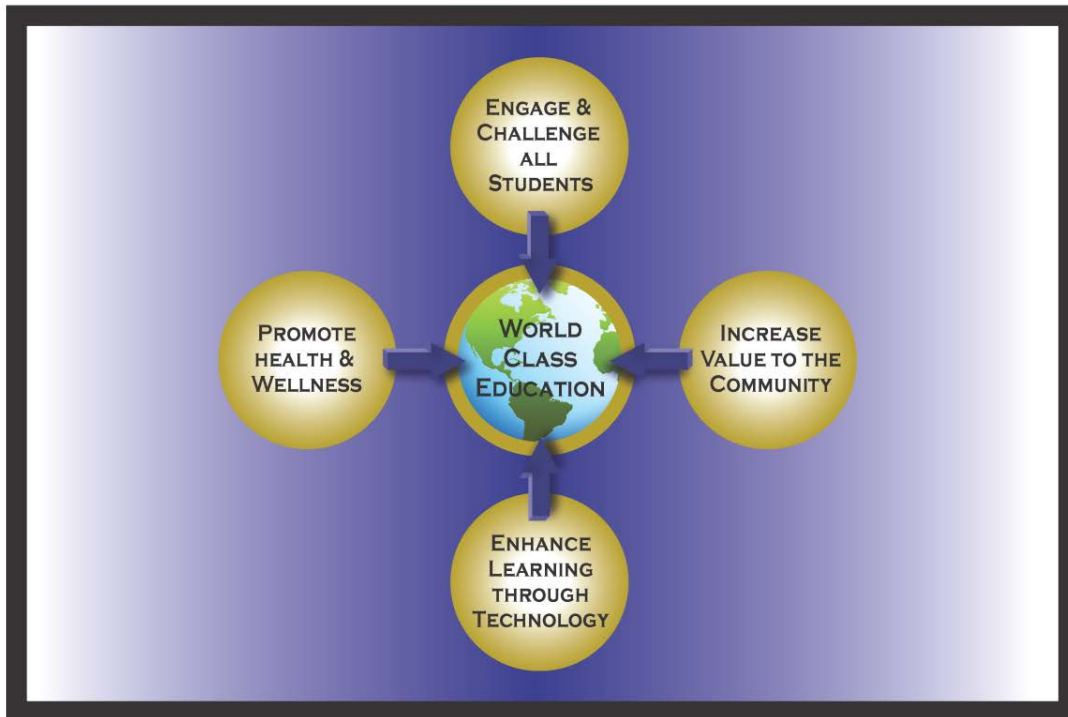 Engage &
Challenge
all
Students
Promote
health &
Wellness
World
Class
Education
Increase
Value to the
Community
Enhance
Learning
through
Technology